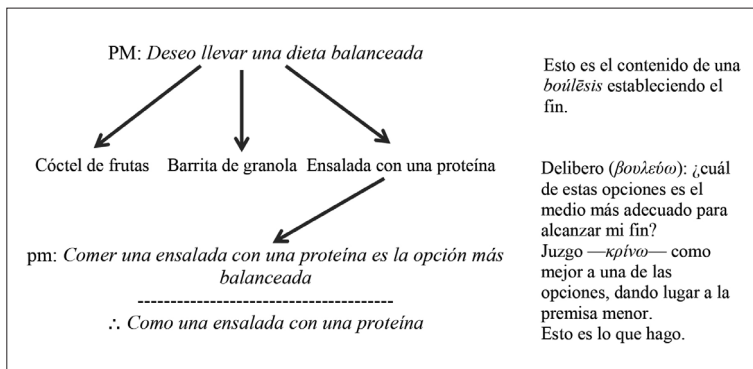 PM: Deseo llevar una dieta balanceada
Cóctel de frutas Barrita de granola Ensalada con una proteína
pm: Comer una ensalada con una proteína es la opción más
balanceada
---------------------------------------
∴ Como una ensalada con una proteína
Esto es el contenido de una
boúlēsis estableciendo el
fin.
Delibero (βουλεύω): ¿cuál
de estas opciones es el
medio más adecuado para
alcanzar mi fin?
Juzgo —κρίνω— como
mejor a una de las
opciones, dando lugar a la
premisa menor.
Esto es lo que hago.